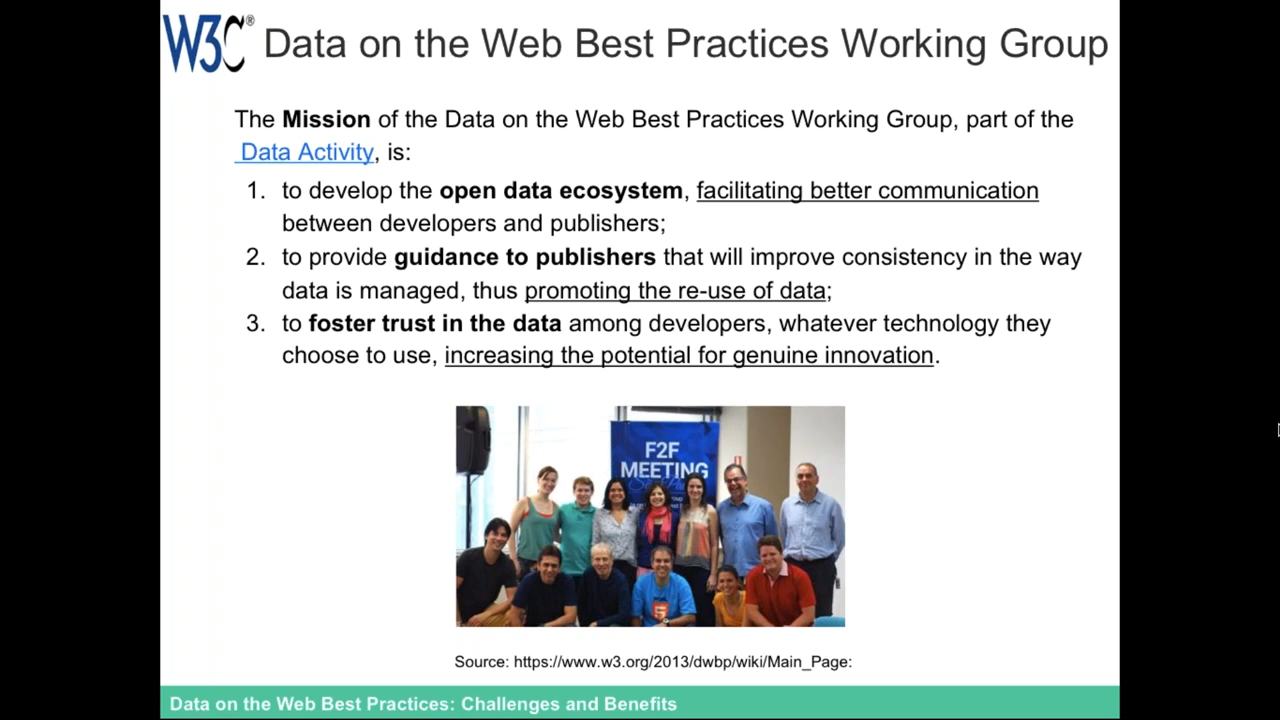 W3C® Data on the Web Best Practices Working Group
The Mission of the Data on the Web Best Practices Working Group, part of the
Data Activity, is:
1. to develop the open data ecosystem, facilitating better communication
between developers and publishers;
2. to provide guidance to publishers that will improve consistency in the way
data is managed, thus promoting the re-use of data;
3. to foster trust in the data among developers, whatever technology they
choose to use, increasing the potential for genuine innovation.
F2F
MEETING
Source: https://www.w3.org/2013/dwbp/wiki/Main_Page:
Data on the Web Best Practices: Challenges and Benefits